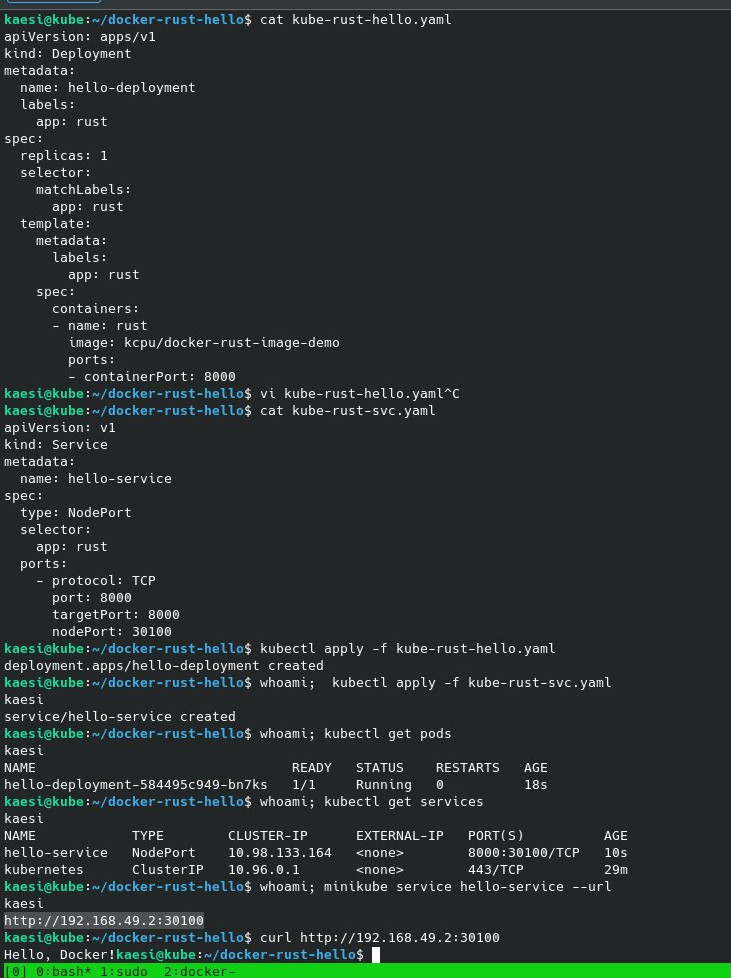 kaesi@kube:~/docker-rust-hello$ cat kube-rust-hello.yaml
apiVersion: apps/v1
kind: Deployment
metadata:
  name: hello-deployment
  labels:
    app: rust
spec:
  replicas: 1
  selector:
    matchLabels:
      app: rust
  template:
    metadata:
      labels:
        app: rust
    spec:
      containers:
      - name: rust
        image: kcpu/docker-rust-image-demo
        ports:
        - containerPort: 8000
kaesi@kube:~/docker-rust-hello$ vi kube-rust-hello.yaml^C
kaesi@kube:~/docker-rust-hello$ cat kube-rust-svc.yaml
apiVersion: v1
kind: Service
metadata:
  name: hello-service
spec:
  type: NodePort
  selector:
    app: rust
  ports:
    - protocol: TCP
      port: 8000
      targetPort: 8000
      nodePort: 30100
kaesi@kube:~/docker-rust-hello$ kubectl apply -f kube-rust-hello.yaml
deployment.apps/hello-deployment created
kaesi@kube:~/docker-rust-hello$ whoami;  kubectl apply -f kube-rust-svc.yaml
kaesi
service/hello-service created
kaesi@kube:~/docker-rust-hello$ whoami; kubectl get pods
kaesi
NAME                                READY   STATUS    RESTARTS   AGE
hello-deployment-584495c949-bn7ks   1/1     Running   0          18s
kaesi@kube:~/docker-rust-hello$ whoami; kubectl get services
kaesi
NAME            TYPE        CLUSTER-IP      EXTERNAL-IP   PORT(S)          AGE
hello-service   NodePort    10.98.133.164   <none>        8000:30100/TCP   10s
kubernetes      ClusterIP   10.96.0.1       <none>        443/TCP          29m
kaesi@kube:~/docker-rust-hello$ whoami; minikube service hello-service --url
kaesi
http://192.168.49.2:30100
kaesi@kube:~/docker-rust-hello$ curl http://192.168.49.2:30100
Hello, Docker!kaesi@kube:~/docker-rust-hello$
[0] 0:bash* 1:sudo  2:docker-